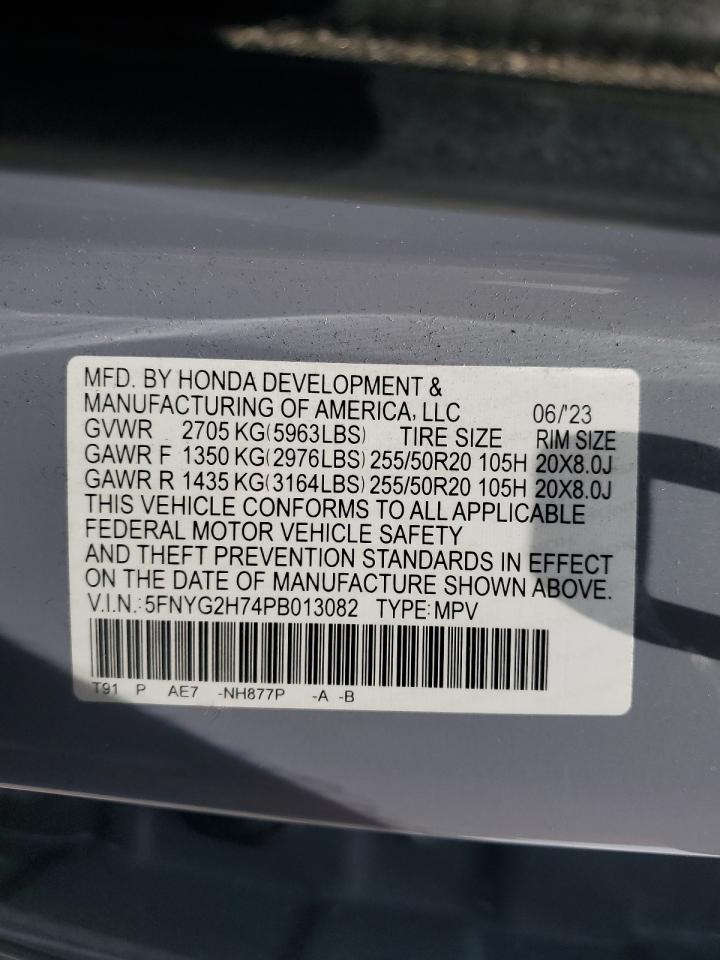 MFD. BY HONDA DEVELOPMENT &
MANUFACTURING OF AMERICA, LLC 06/'23
GVWR 2705 KG(5963LBS) TIRE SIZE RIM SIZE
GAWR F 1350 KG(2976LBS) 255/50R20 105H 20X8.0J
GAWR R 1435 KG(3164LBS) 255/50R20 105H 20X8.0J
THIS VEHICLE CONFORMS TO ALL APPLICABLE
FEDERAL MOTOR VEHICLE SAFETY
AND THEFT PREVENTION STANDARDS IN EFFECT
ON THE DATE OF MANUFACTURE SHOWN ABOVE.
V.I.N.:5FNYG2H74PB013082 TYPE:MPV
T91 P AE7 -NH877P -A -B